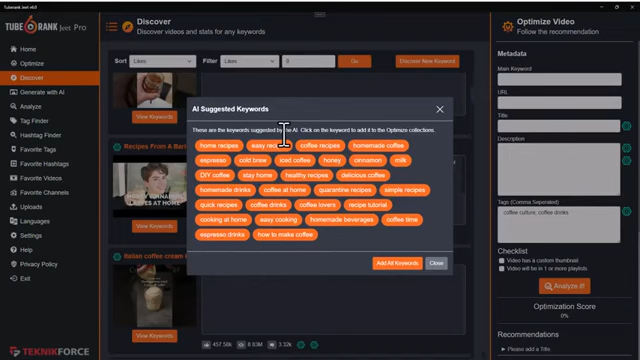 Tuberank Jeet v6.0
TUBE RANK Jeet Pro
Home
Optimize
Discover
Generate with AI
Analyze
Tag Finder
Hashtag Finder
Favorite Tags
Favorite Hashtags
Favorite Videos
Favorite Channels
Languages
Settings
Help
Privacy Policy
Exit
TEKNIKFORCE
Discover
Discover videos and stats for any keyword
Sort Likes Filter Likes 0 Go Discover New Keyword
View Keywords
Recipes From A Bari
View Keywords
Italian coffee cream
View Keywords
457.58k 8.83M 3.32k
AI Suggested Keywords
These are the keywords suggested by the AI. Click on the keyword to add it to the Optimize collections.
home recipes easy coffee recipes homemade coffee
espresso cold brew iced coffee honey cinnamon milk
DIY coffee stay home healthy recipes delicious coffee
homemade drinks coffee at home quarantine recipes simple recipes
quick recipes coffee drinks coffee lovers recipe tutorial
cooking at home easy cooking homemade beverages coffee time
espresso drinks how to make coffee
Add All Keywords Close
Optimize Video
Follow the recommendation
Metadata
Main Keyword
URL
Title
Description
Tags (Comma Seperated)
coffee culture, coffee drinks
Checklist
Video has a custom thumbnail
Video will be in 1 or more playlists
Analyze it!
Optimization Score
0%
Recommendations
Please add a Title